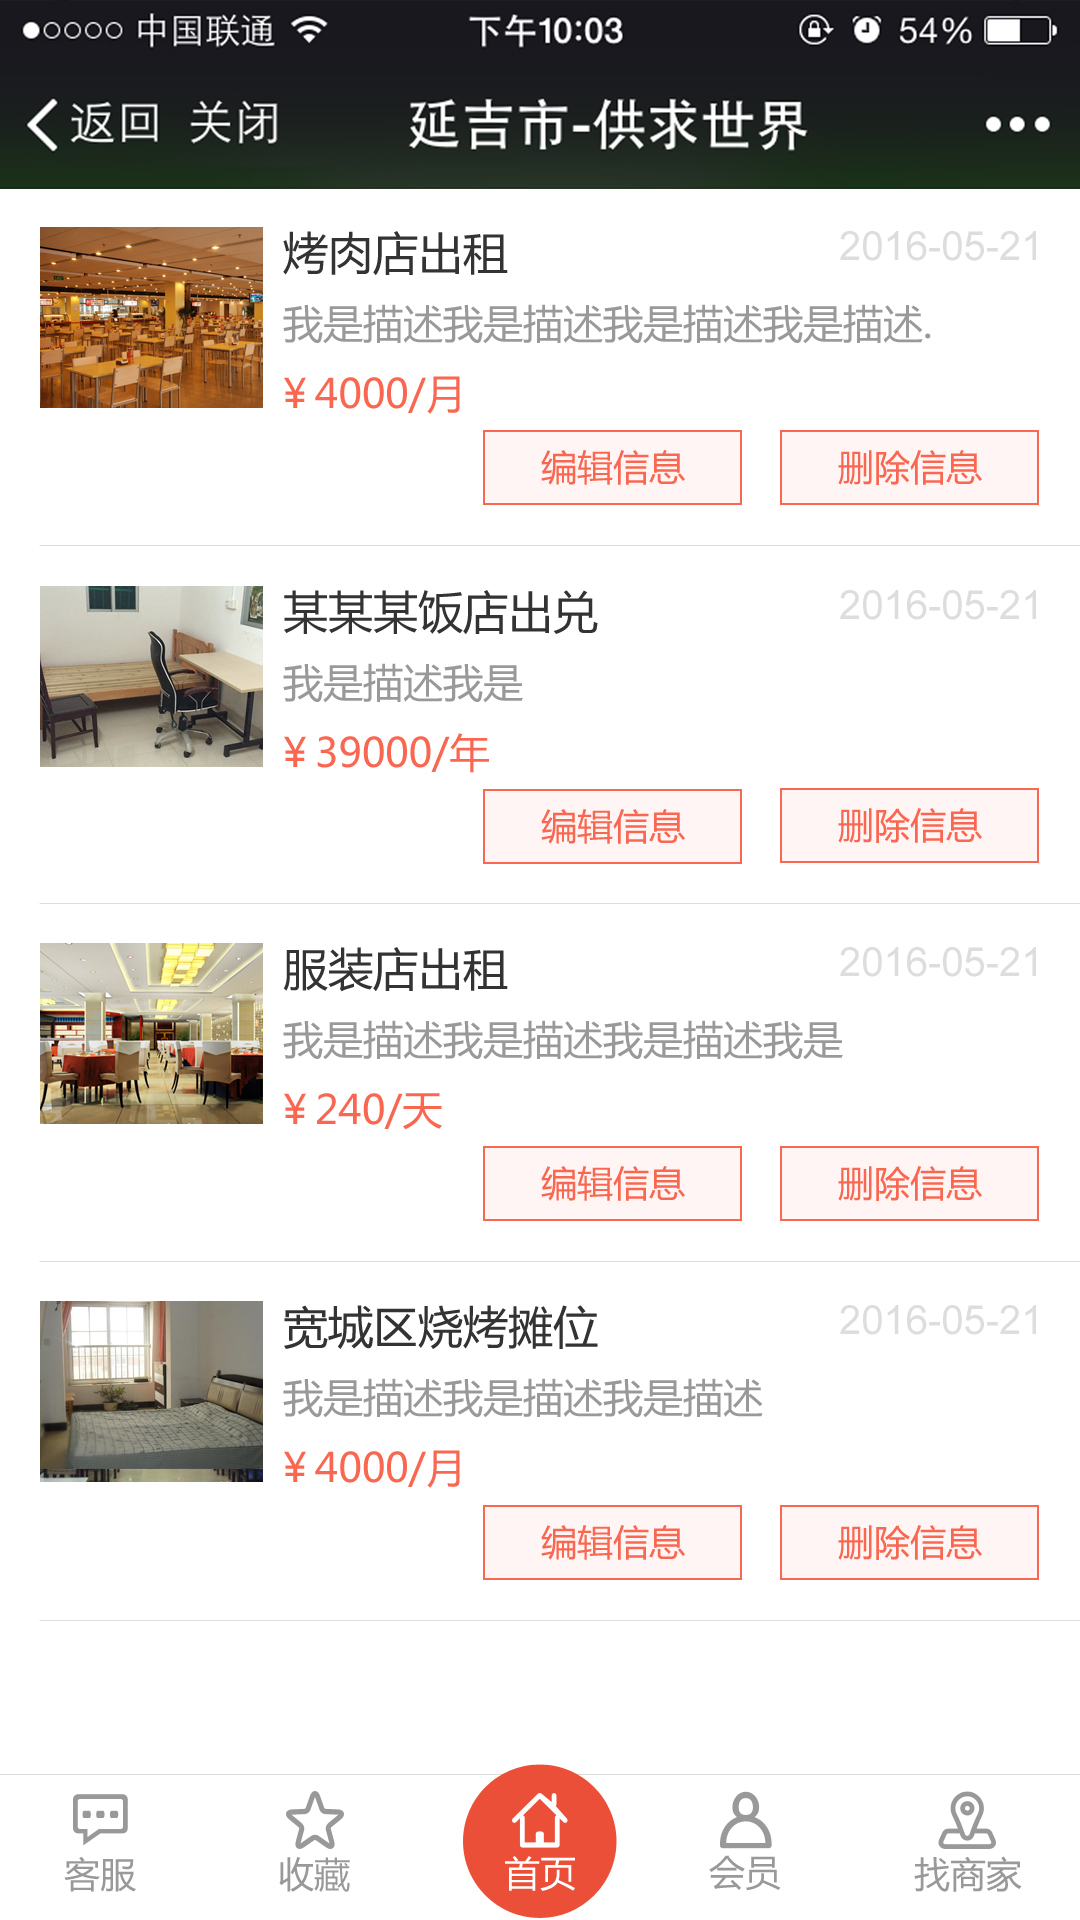 中国联通 下午10:03 54%
返回 关闭 延吉市-供求世界
烤肉店出租 2016-05-21
我是描述我是描述我是描述我是描述.
¥4000/月
编辑信息 删除信息
某某某饭店出兑 2016-05-21
我是描述我是
¥39000/年
编辑信息 删除信息
服装店出租 2016-05-21
我是描述我是描述我是描述我是
¥240/天
编辑信息 删除信息
宽城区烧烤摊位 2016-05-21
我是描述我是描述我是描述
¥4000/月
编辑信息 删除信息
客服 收藏 首页 会员 找商家